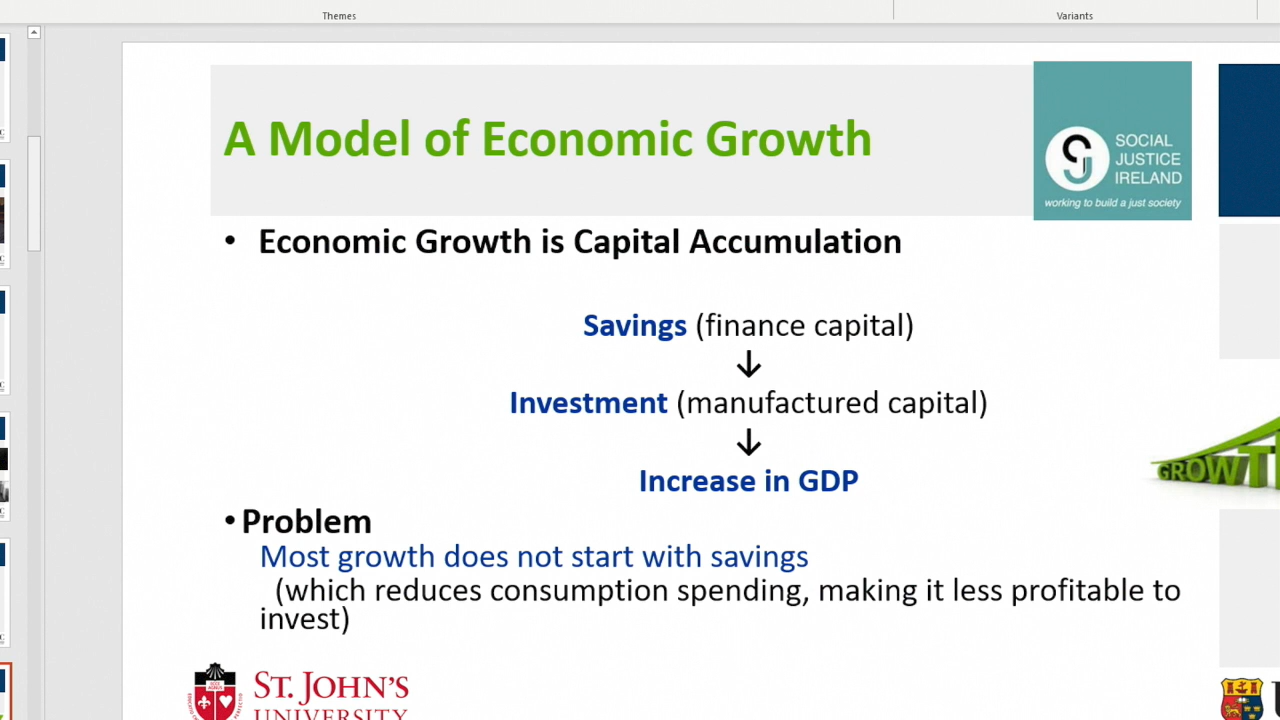 Themes
Variants
A Model of Economic Growth
SOCIAL
JUSTICE
IRELAND
working to build a just society
• Economic Growth is Capital Accumulation
Savings (finance capital)
↓
Investment (manufactured capital)
↓
Increase in GDP
GROWT
• Problem
Most growth does not start with savings
(which reduces consumption spending, making it less profitable to
invest)
ST. JOHN'S
UNIVERSITY